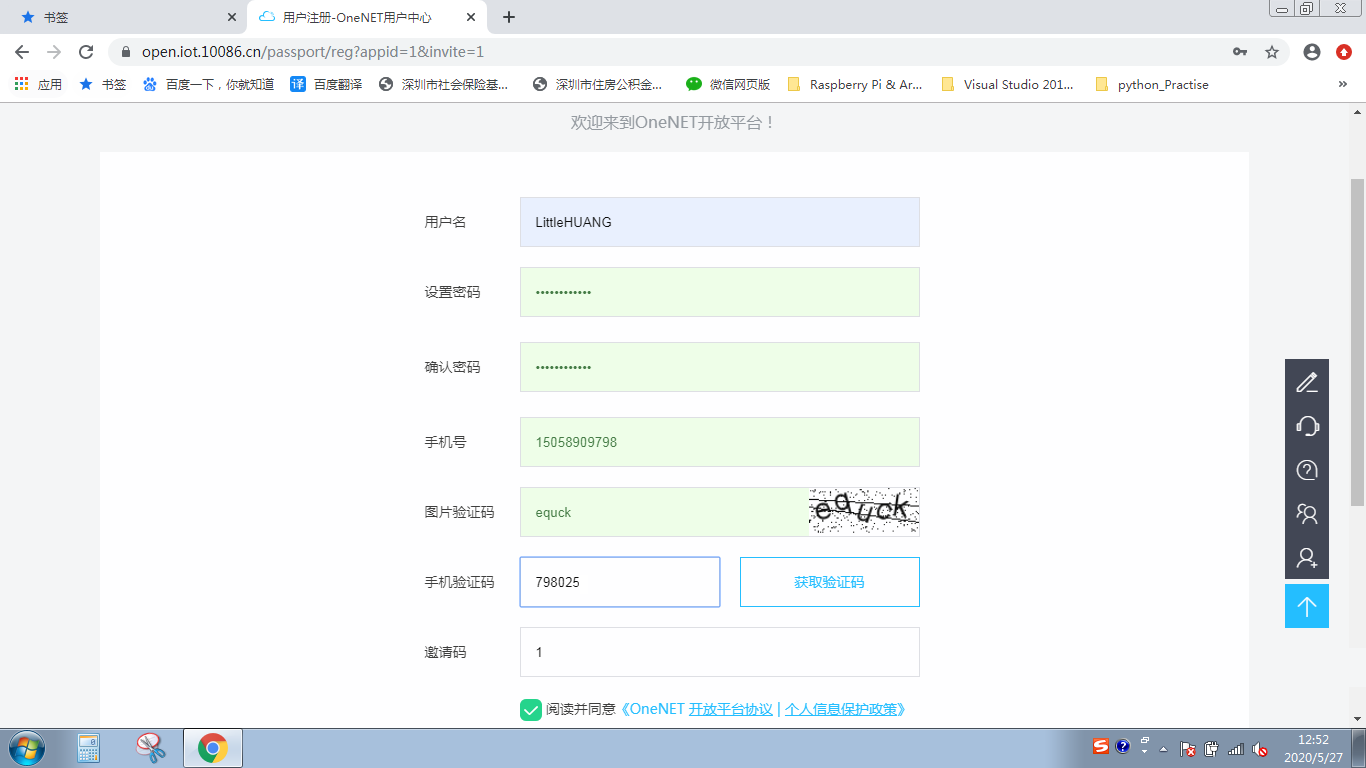 书签
用户注册-OneNET用户中心
open.iot.10086.cn/passport/reg?appid=1&invite=1
应用 书签 百度一下，你就知道 译 百度翻译 深圳市社会保险基... 深圳市住房公积金... 微信网页版 Raspberry Pi & Ar... Visual Studio 201... python_Practise »
欢迎来到OneNET开放平台！
用户名 LittleHUANG
设置密码 ••••••••••••
确认密码 ••••••••••••
手机号 15058909798
图片验证码 equck equck
手机验证码 798025 获取验证码
邀请码 1
阅读并同意《OneNET 开放平台协议 | 个人信息保护政策》
12:52
2020/5/27